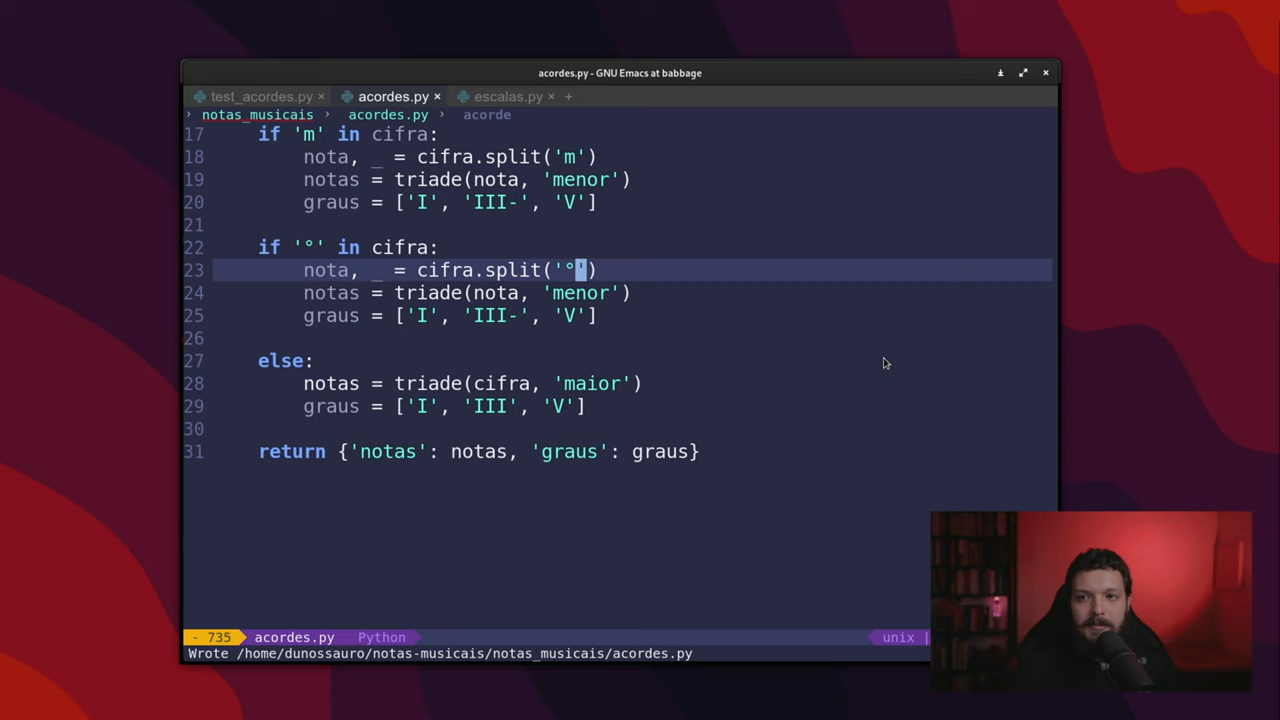 acordes.py - GNU Emacs at babbage
test_acordes.py × acordes.py × escalas.py × +
› notas_musicais › acordes.py › acorde
17 if 'm' in cifra:
18 nota, _ = cifra.split('m')
19 notas = triade(nota, 'menor')
20 graus = ['I', 'III-', 'V']
21
22 if '°' in cifra:
23 nota, _ = cifra.split('°')
24 notas = triade(nota, 'menor')
25 graus = ['I', 'III-', 'V']
26
27 else:
28 notas = triade(cifra, 'maior')
29 graus = ['I', 'III', 'V']
30
31 return {'notas': notas, 'graus': graus}
- 735 acordes.py Python unix |
Wrote /home/dunossauro/notas-musicais/notas_musicais/acordes.py